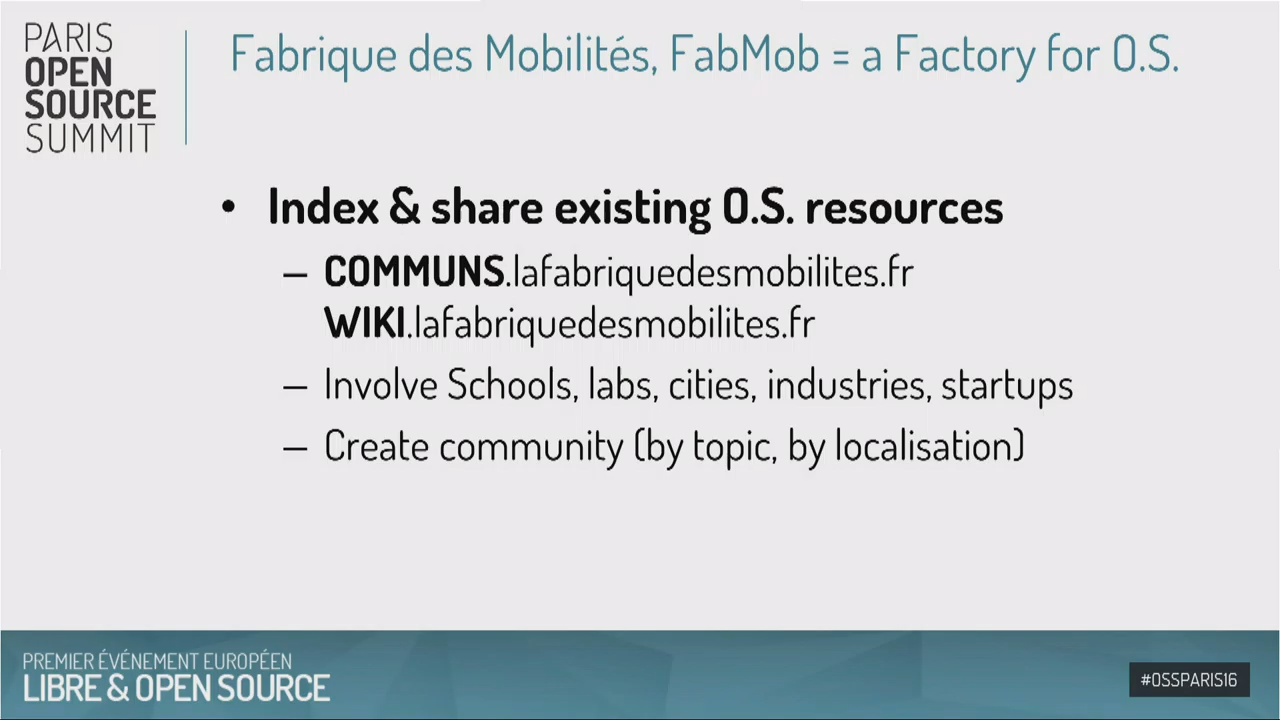 PARIS
OPEN
SOURCE
SUMMIT
Fabrique des Mobilités, FabMob = a Factory for O.S.
• Index & share existing O.S. resources
– COMMUNS.lafabriquedesmobilites.fr
WIKI.lafabriquedesmobilites.fr
– Involve Schools, labs, cities, industries, startups
– Create community (by topic, by localisation)
PREMIER ÉVÉNEMENT EUROPÉEN
LIBRE & OPEN SOURCE
#OSSPARIS16